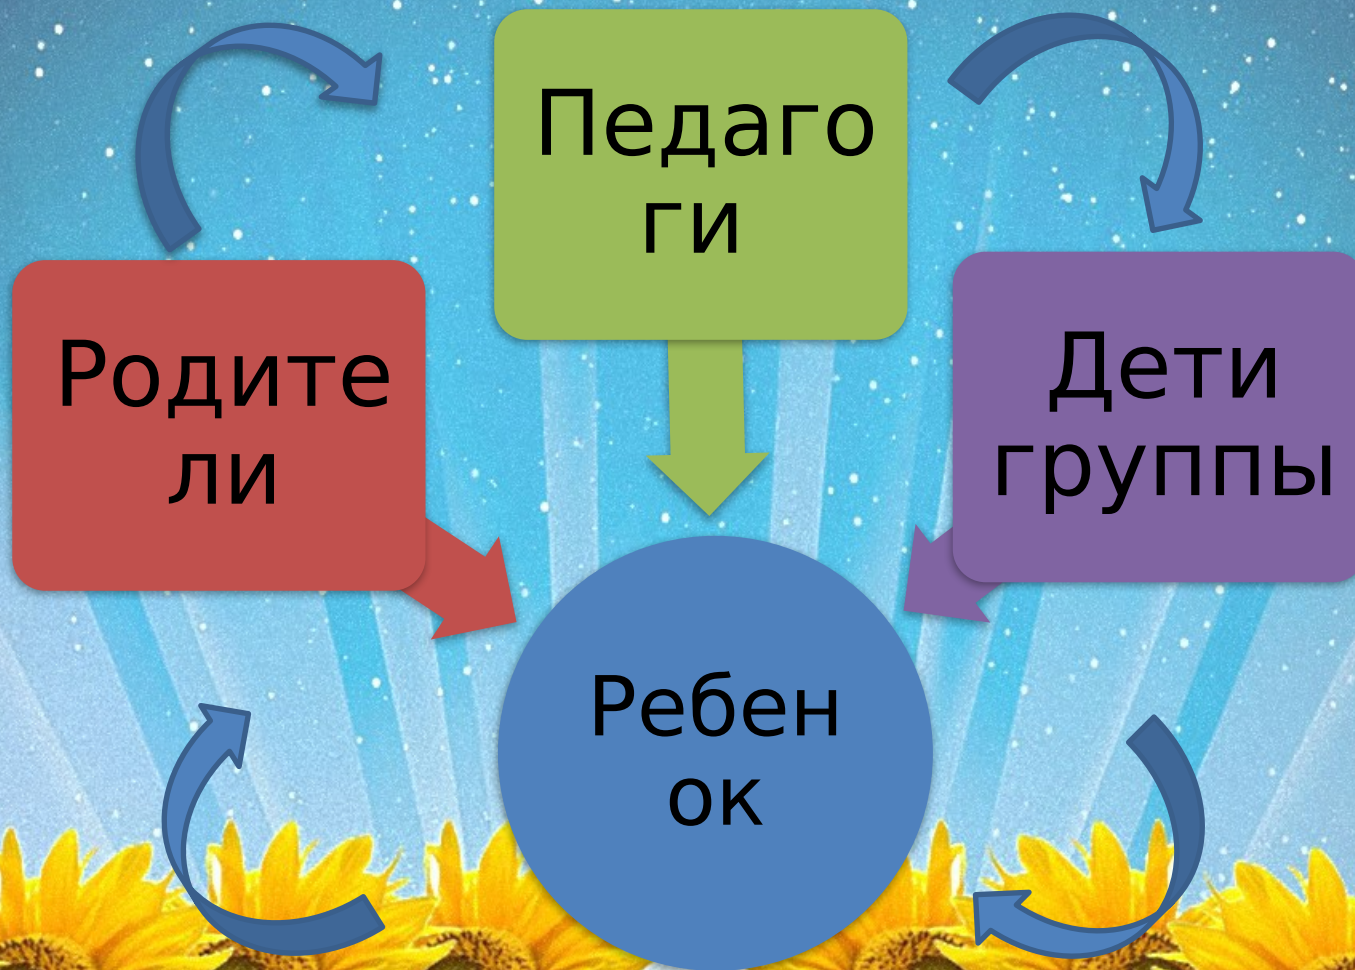 Педаго
ги
Родите
ли
Дети
группы
Ребен
ок